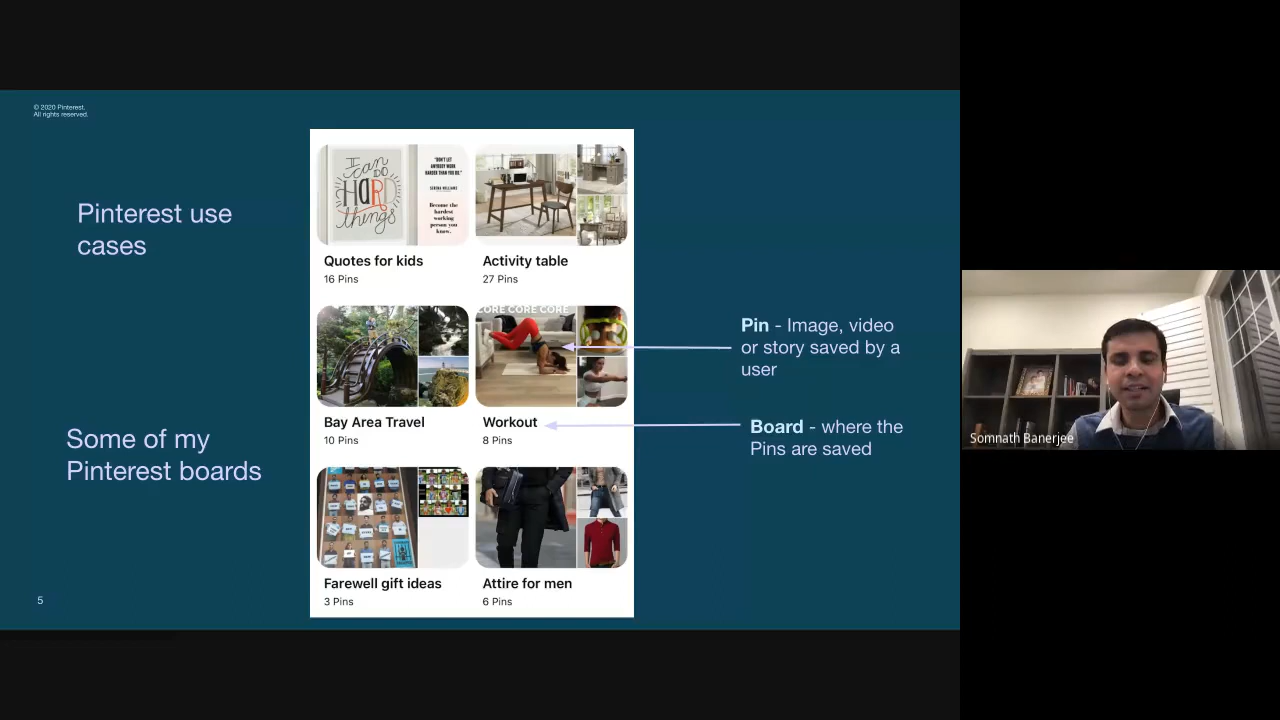 © 2020 Pinterest.
All rights reserved.
Pinterest use
cases
Some of my
Pinterest boards
I can
DO
HARD
things
"DON'T LET
ANYBODY WORK
HARDER THAN YOU DO."
SERENA WILLIAMS
Become the
hardest
working
person you
know.
Quotes for kids
16 Pins
Activity table
27 Pins
CORE CORE CORE
Bay Area Travel
10 Pins
Workout
8 Pins
Farewell gift ideas
3 Pins
Attire for men
6 Pins
Pin - Image, video
or story saved by a
user
Board - where the
Pins are saved
5
Somnath Banerjee